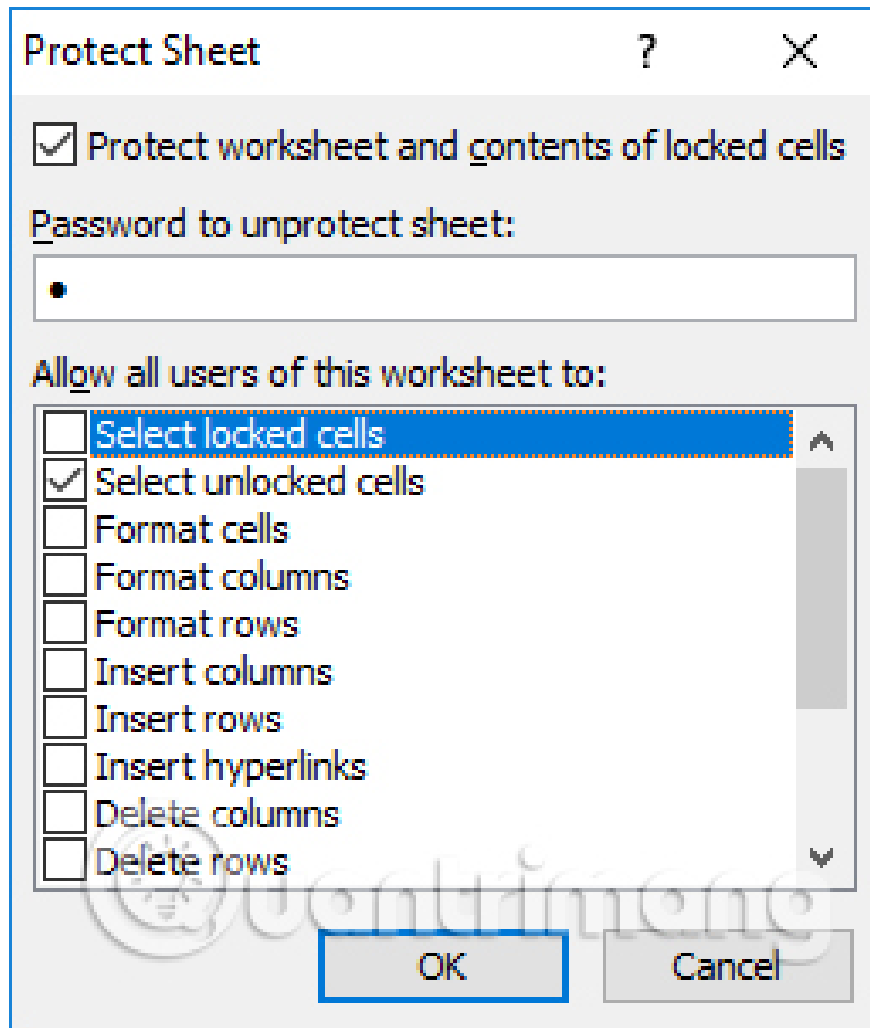 Protect Sheet ?
Protect worksheet and contents of locked cells
Password to unprotect sheet:
Allow all users of this worksheet to:
Select locked cells
Select unlocked cells
Format cells
Format columns
Format rows
Insert columns
Insert rows
Insert hyperlinks
Delete columns
Delete rows
Quantrimang
OK Cancel